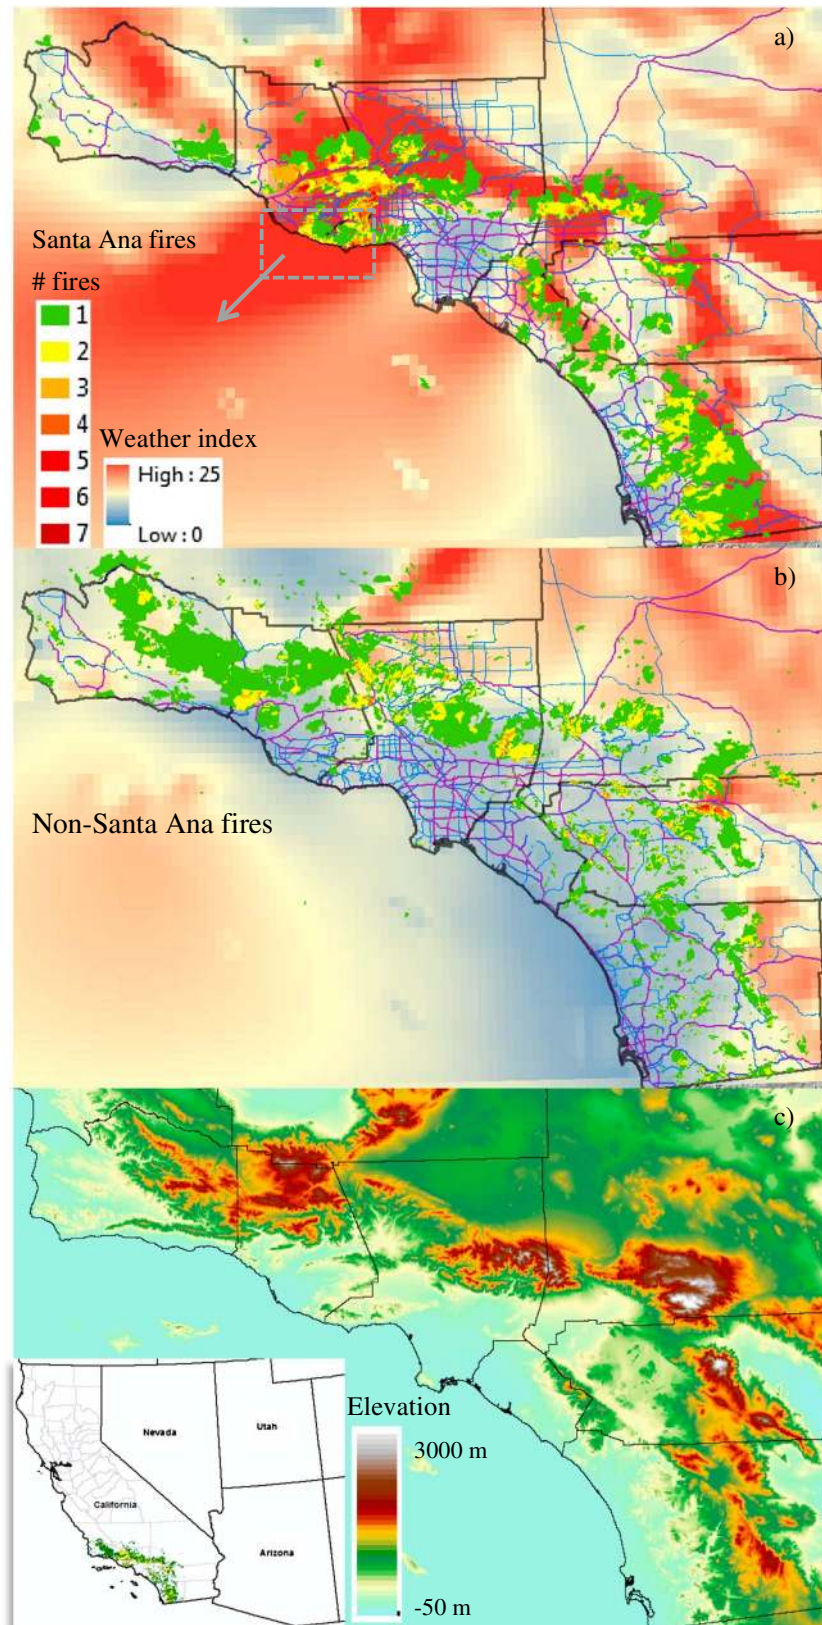 a)
Santa Ana fires
# fires
1
2
3
4
5
6
7
Weather index
High : 25
Low : 0
b)
Non-Santa Ana fires
c)
Nevada
Utah
California
Arizona
Elevation
3000 m
-50 m